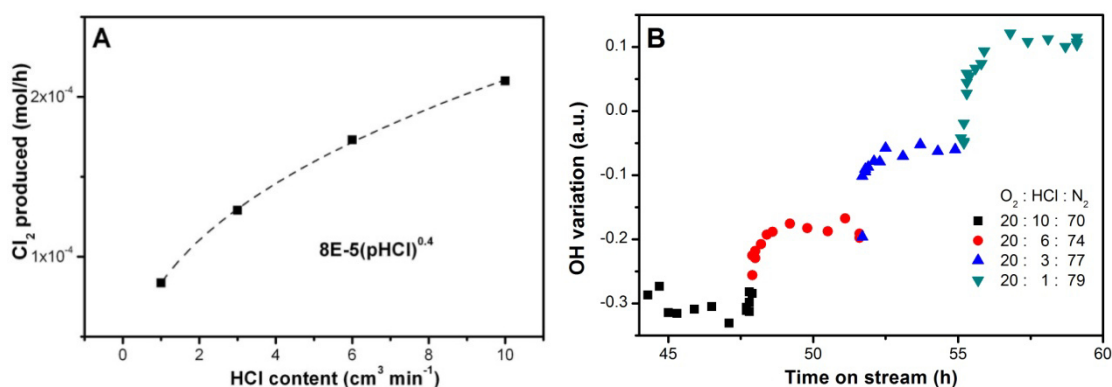 A
Cl₂ produced (mol/h)
2x10⁻⁴
1x10⁻⁴
8E-5(pHCl)⁰·⁴
0 2 4 6 8 10
HCl content (cm³ min⁻¹)
B
OH variation (a.u.)
0.1
0.0
-0.1
-0.2
-0.3
O₂ : HCl : N₂
20 : 10 : 70
20 : 6 : 74
20 : 3 : 77
20 : 1 : 79
45 50 55 60
Time on stream (h)